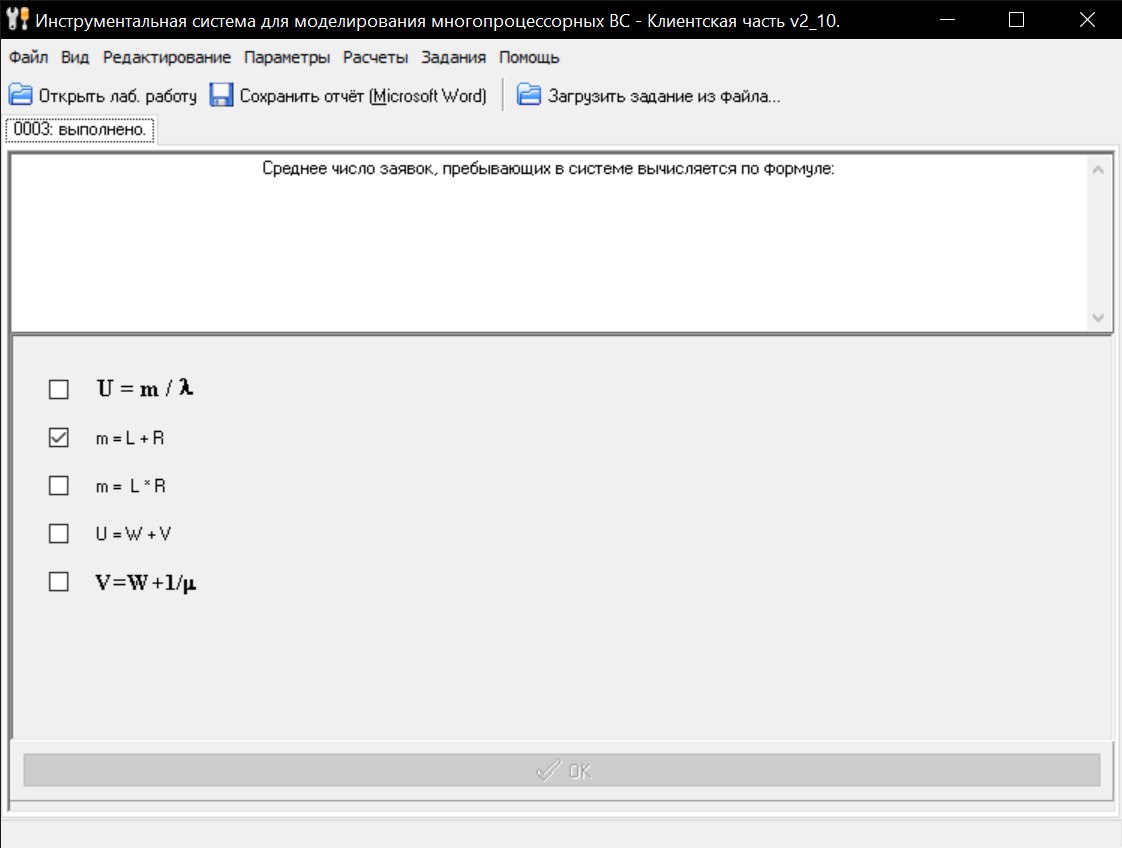 Инструментальная система для моделирования многопроцессорных ВС - Клиентская часть v2_10.
Файл Вид Редактирование Параметры Расчеты Задания Помощь
Открыть лаб. работу Сохранить отчёт (Microsoft Word) Загрузить задание из файла...
0003: выполнено.
Среднее число заявок, пребывающих в системе вычисляется по формуле:
U = m / λ
m = L + R
m = L * R
U = W + V
V=W+1/μ
OK